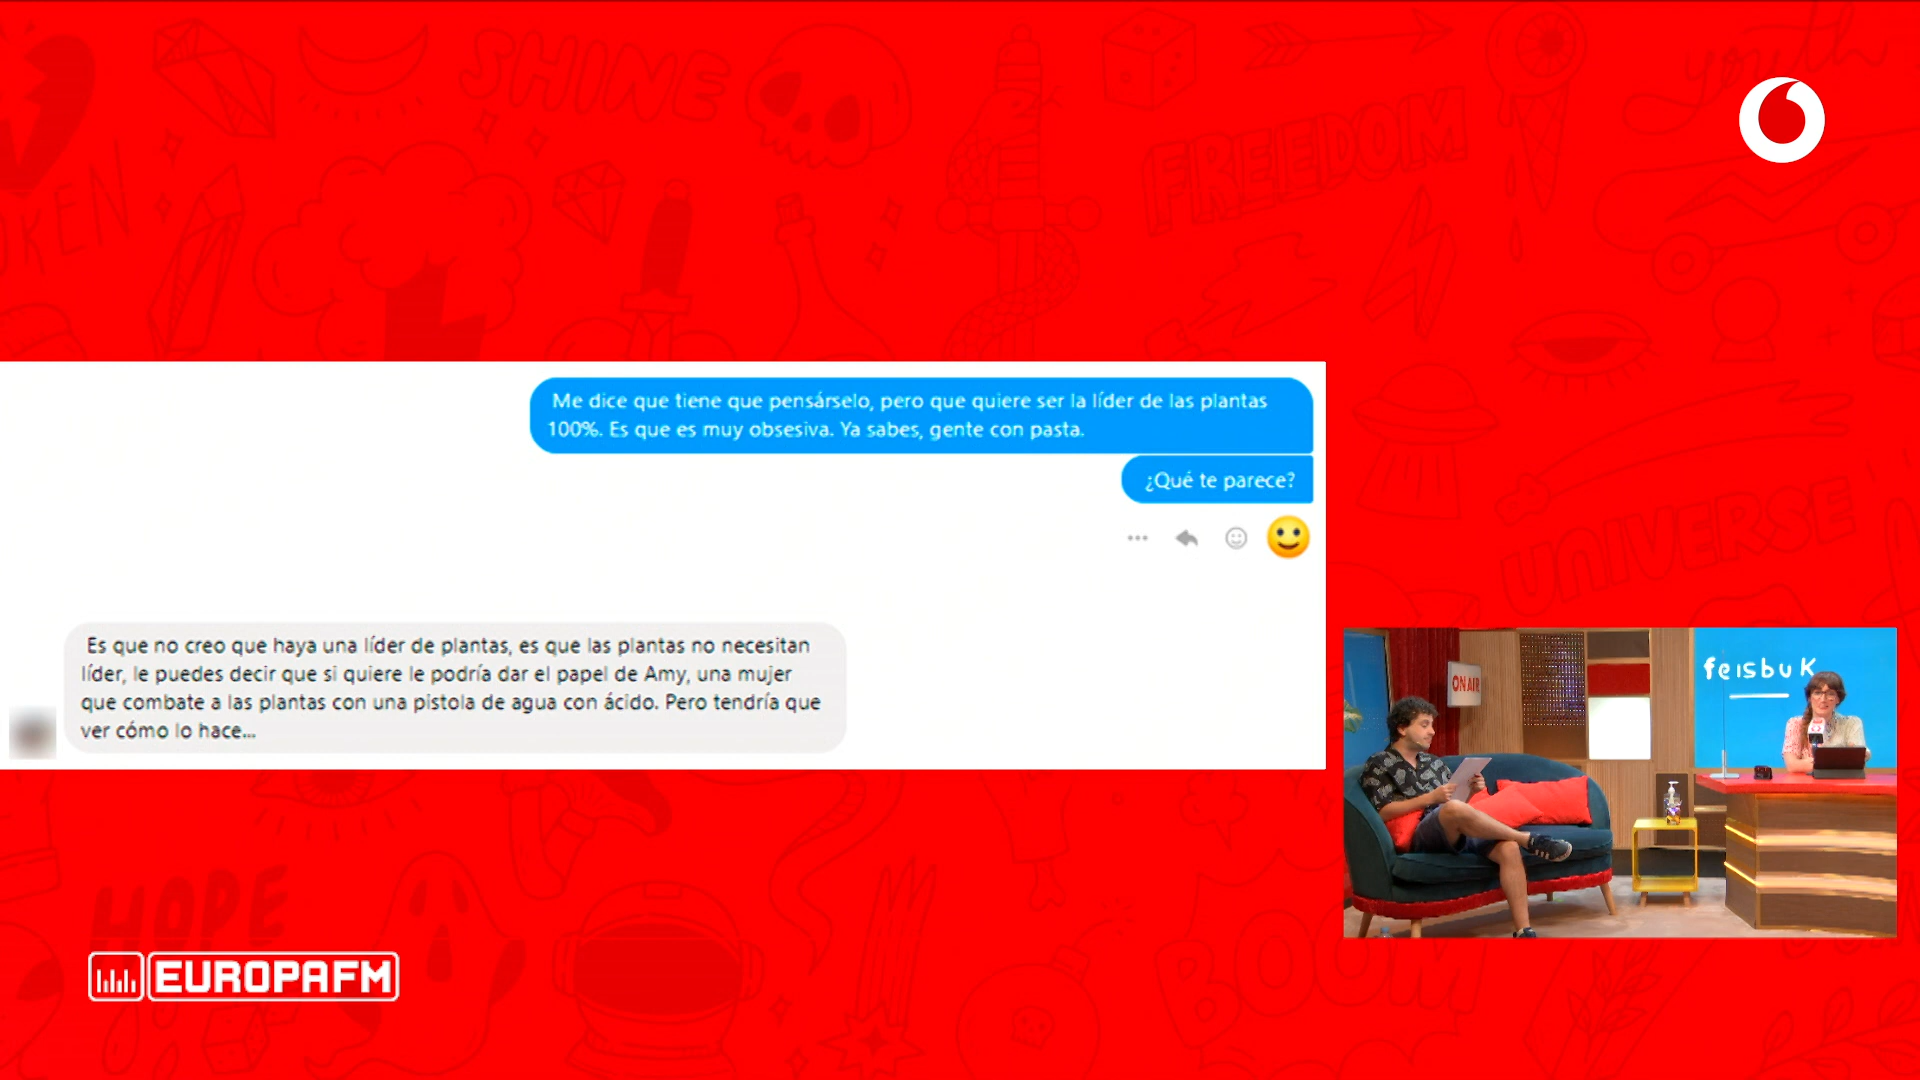 SHINE
FREEDOM
youth
OKEN
Me dice que tiene que pensárselo, pero que quiere ser la líder de las plantas
100%. Es que es muy obsesiva. Ya sabes, gente con pasta.
¿Qué te parece?
UNIVERSE
Es que no creo que haya una líder de plantas, es que las plantas no necesitan
líder, le puedes decir que si quiere le podría dar el papel de Amy, una mujer
que combate a las plantas con una pistola de agua con ácido. Pero tendría que
ver cómo lo hace...
ON AIR
feisbuk
HOPE
BOOM
EUROPAFM